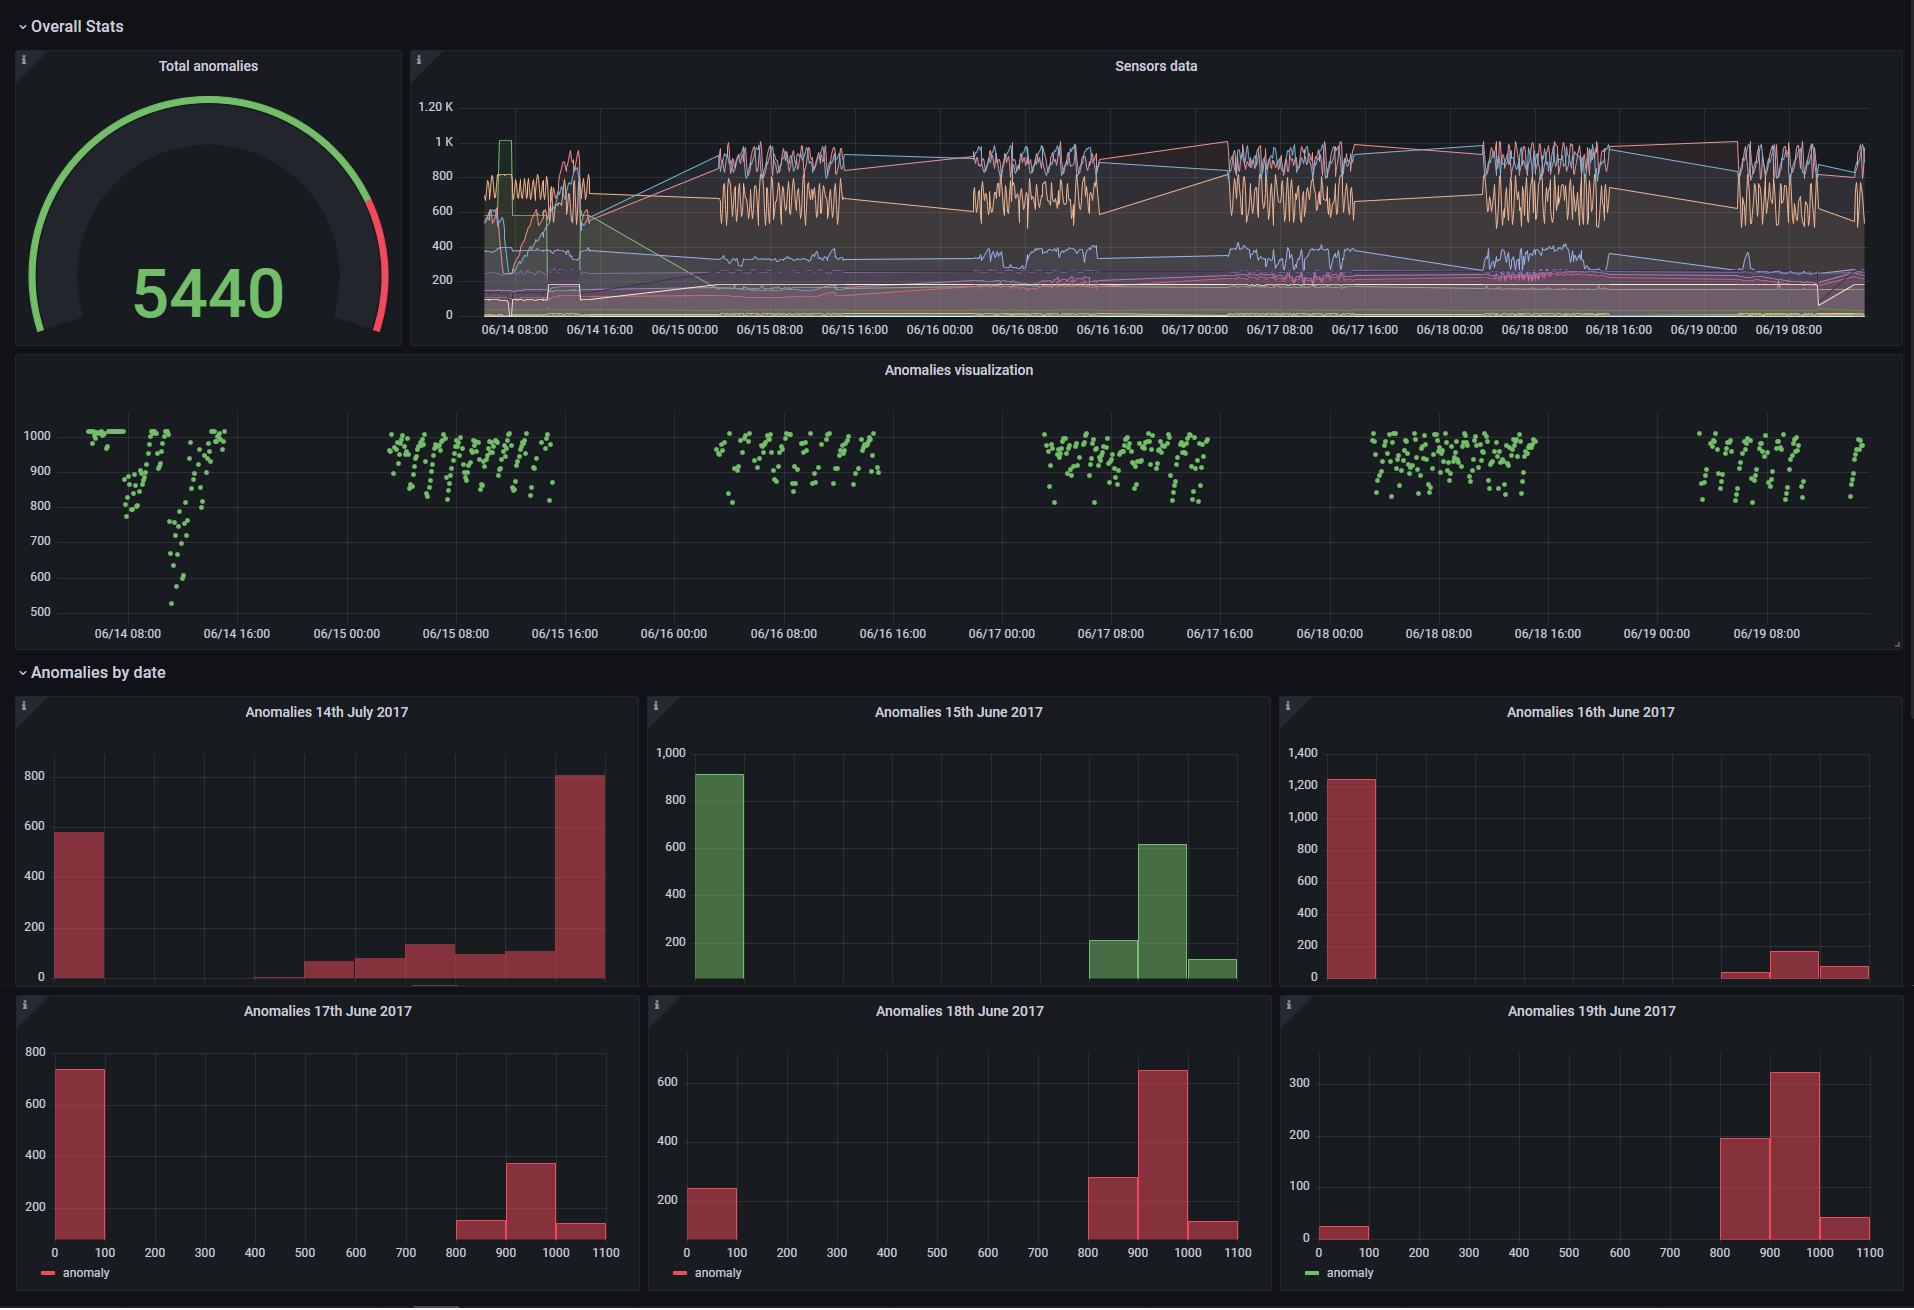 Overall Stats
Total anomalies
5440
Sensors data
1.20 K
1 K
800
600
400
200
0
06/14 08:00 06/14 16:00 06/15 00:00 06/15 08:00 06/15 16:00 06/16 00:00 06/16 08:00 06/16 16:00 06/17 00:00 06/17 08:00 06/17 16:00 06/18 00:00 06/18 08:00 06/18 16:00 06/19 00:00 06/19 08:00
Anomalies visualization
1000
900
800
700
600
500
06/14 08:00 06/14 16:00 06/15 00:00 06/15 08:00 06/15 16:00 06/16 00:00 06/16 08:00 06/16 16:00 06/17 00:00 06/17 08:00 06/17 16:00 06/18 00:00 06/18 08:00 06/18 16:00 06/19 00:00 06/19 08:00
Anomalies by date
Anomalies 14th July 2017
800
600
400
200
0
Anomalies 15th June 2017
1,000
800
600
400
200
Anomalies 16th June 2017
1,400
1,200
1,000
800
600
400
200
0
Anomalies 17th June 2017
800
600
400
200
0 100 200 300 400 500 600 700 800 900 1000 1100
anomaly
Anomalies 18th June 2017
600
400
200
0 100 200 300 400 500 600 700 800 900 1000 1100
anomaly
Anomalies 19th June 2017
300
200
100
0
0 100 200 300 400 500 600 700 800 900 1000 1100
anomaly